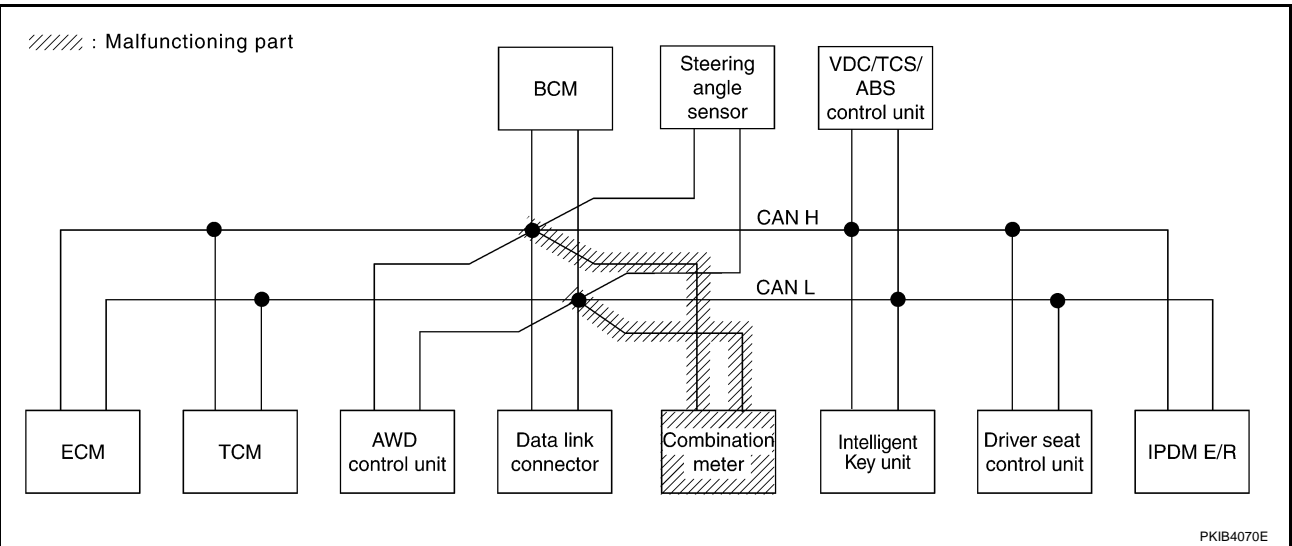 : Malfunctioning part
BCM
Steering
angle
sensor
VDC/TCS/
ABS
control unit
CAN H
CAN L
ECM
TCM
AWD
control unit
Data link
connector
Combination
meter
Intelligent
Key unit
Driver seat
control unit
IPDM E/R
PKIB4070E